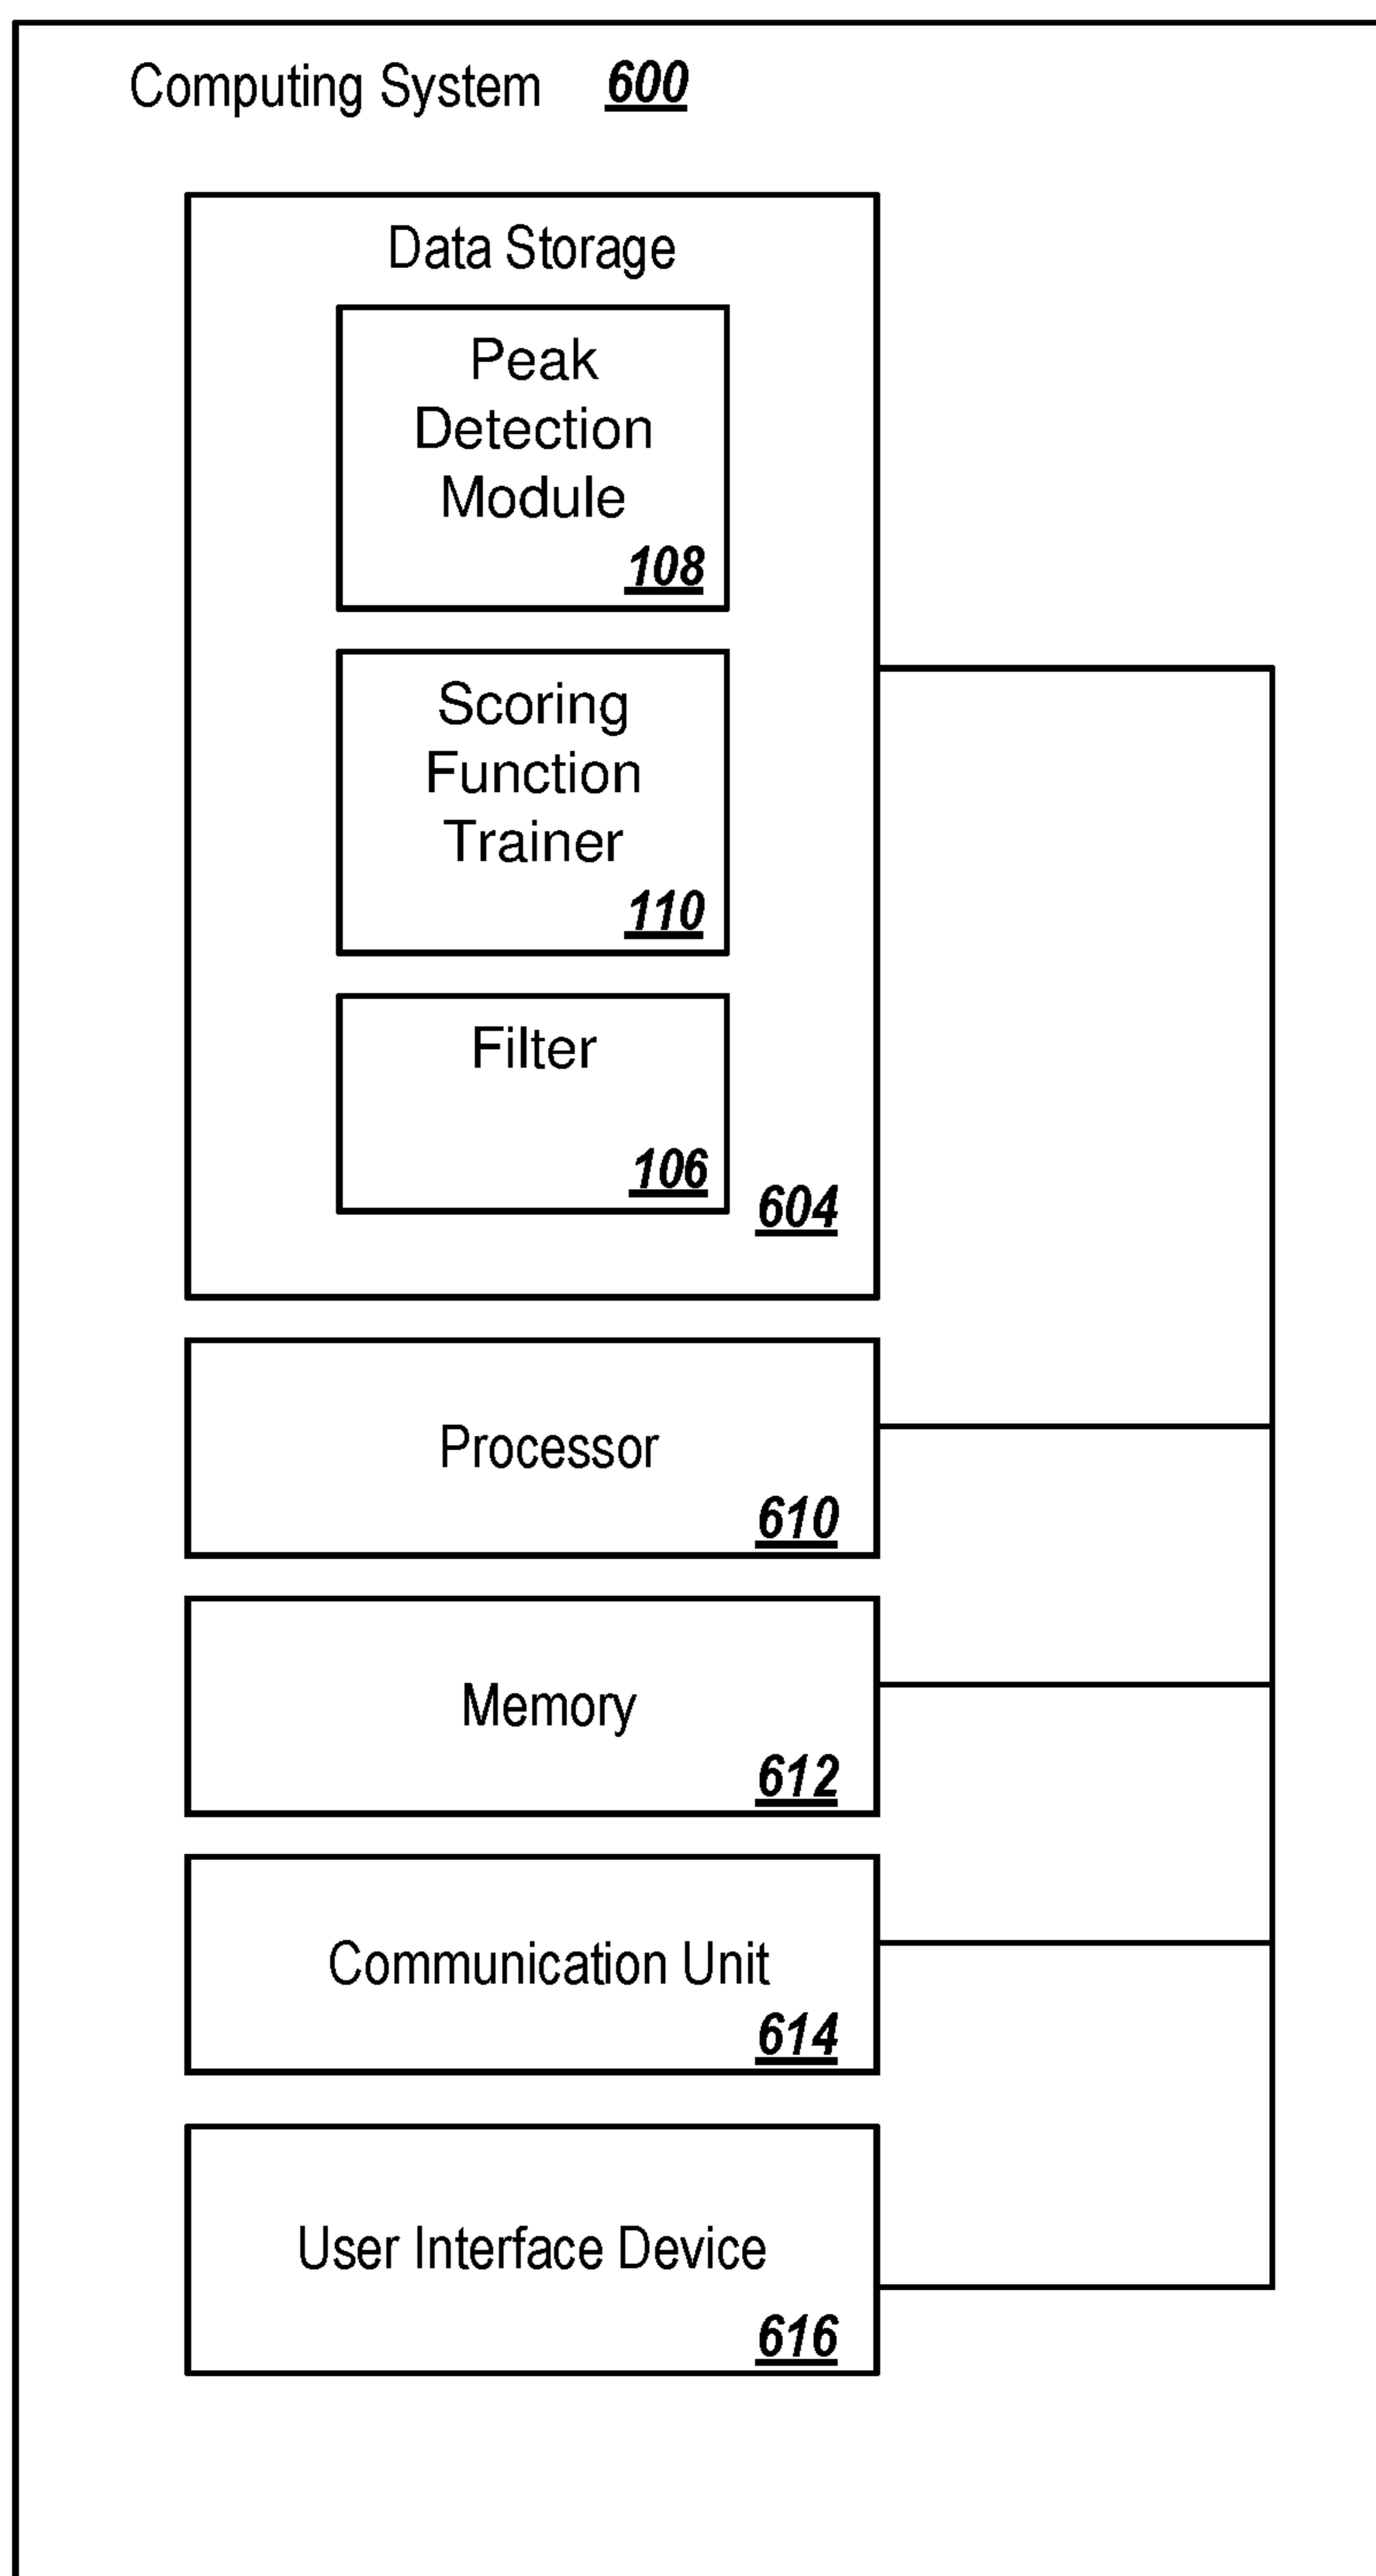 Computing System 600
Data Storage
Peak
Detection
Module
108
Scoring
Function
Trainer
110
Filter
106
604
Processor
610
Memory
612
Communication Unit
614
User Interface Device
616